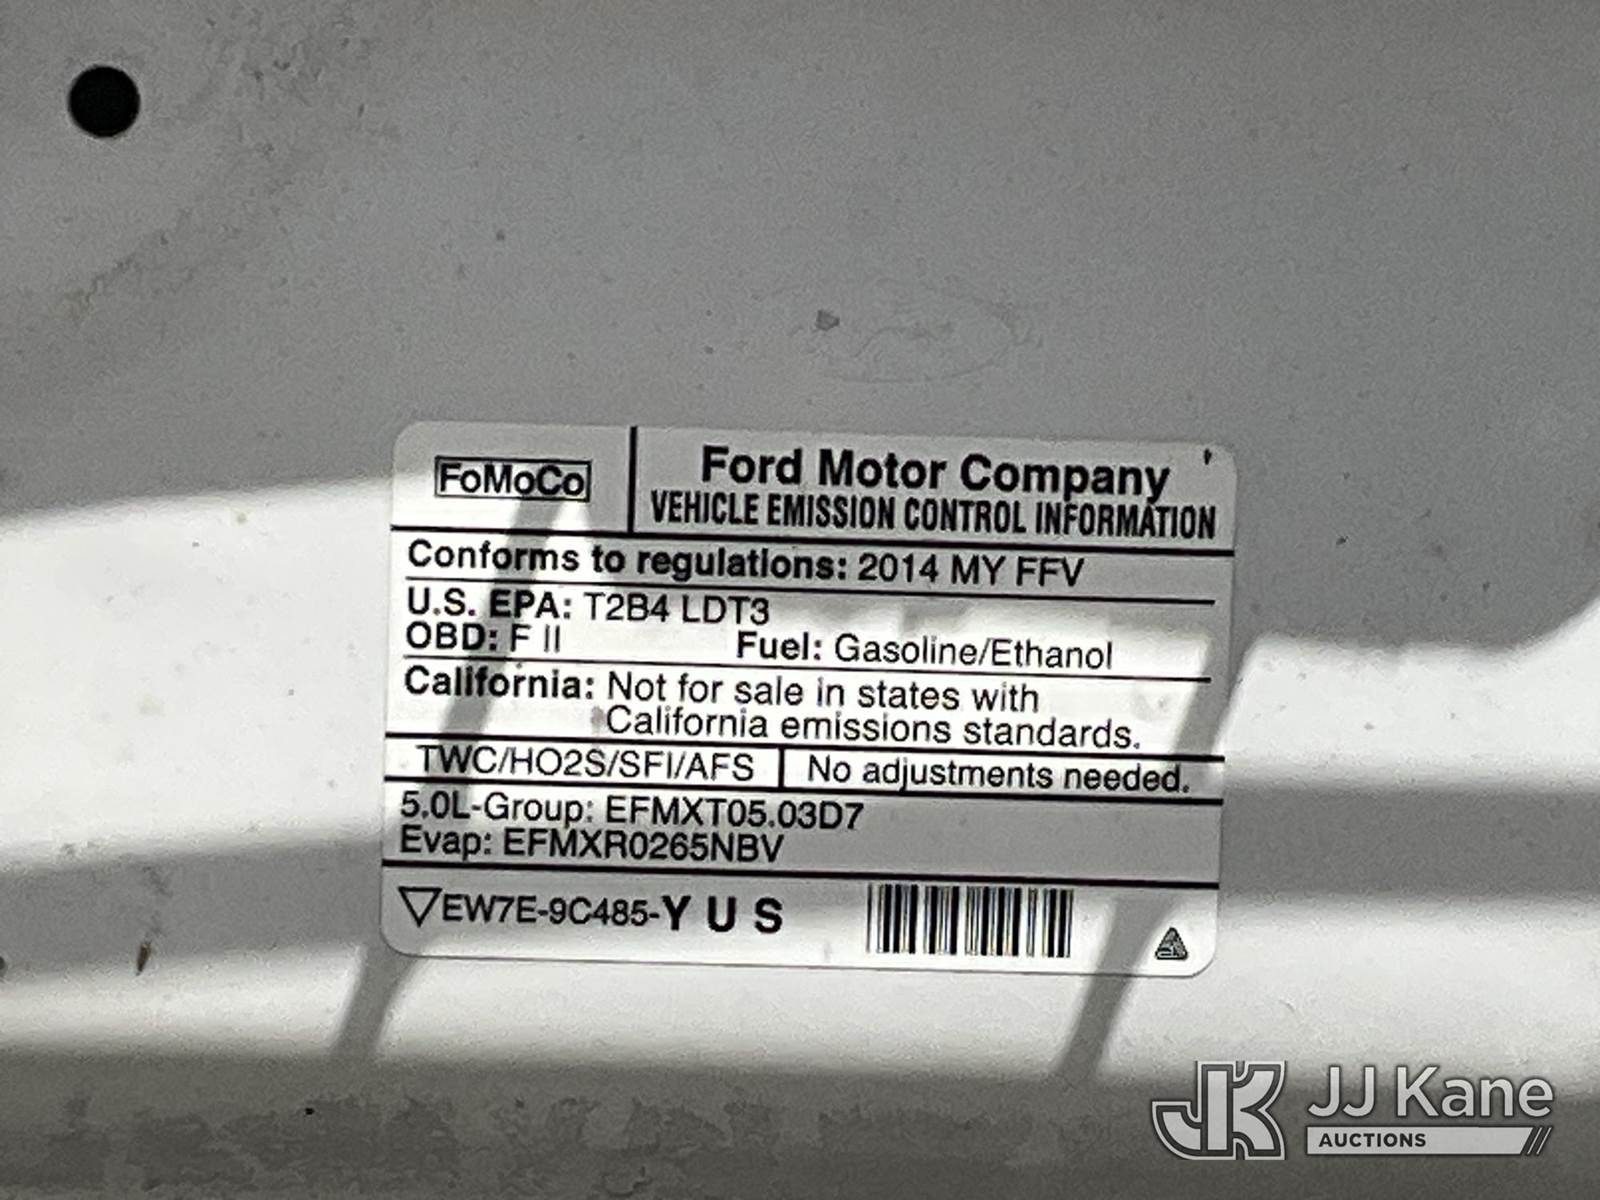 FoMoCo
Ford Motor Company
VEHICLE EMISSION CONTROL INFORMATION
Conforms to regulations: 2014 MY FFV
U.S. EPA: T2B4 LDT3
OBD: F II Fuel: Gasoline/Ethanol
California: Not for sale in states with
California emissions standards.
TWC/HO2S/SFI/AFS No adjustments needed.
5.0L-Group: EFMXT05.03D7
Evap: EFMXR0265NBV
EW7E-9C485-Y U S
JK JJ Kane
AUCTIONS